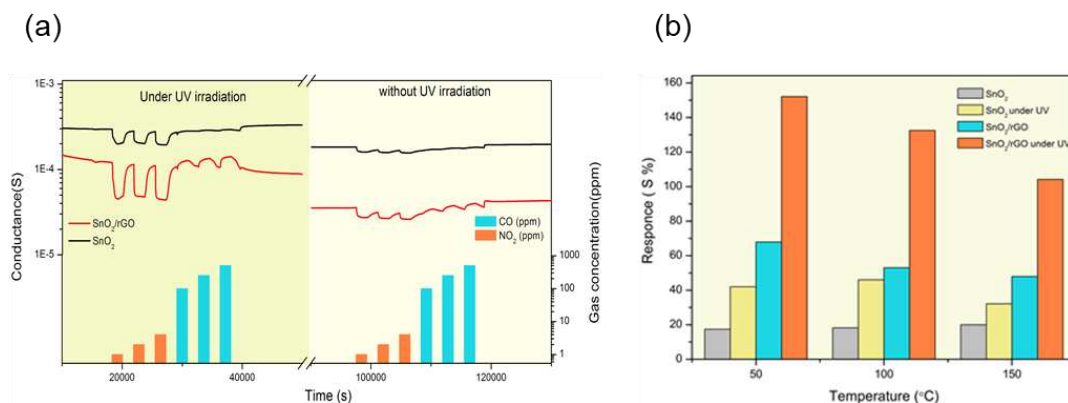 (a)
Under UV irradiation
without UV irradiation
1E-3
1E-4
1E-5
Conductance(S)
SnO2/rGO
SnO2
CO (ppm)
NO2 (ppm)
1000
100
10
1
Gas concentration(ppm)
20000 40000 100000 120000
Time (s)
(b)
SnO2
SnO2 under UV
SnO2/rGO
SnO2/rGO under UV
160
140
120
100
80
60
40
20
0
Responce ( S %)
50 100 150
Temperature (°C)